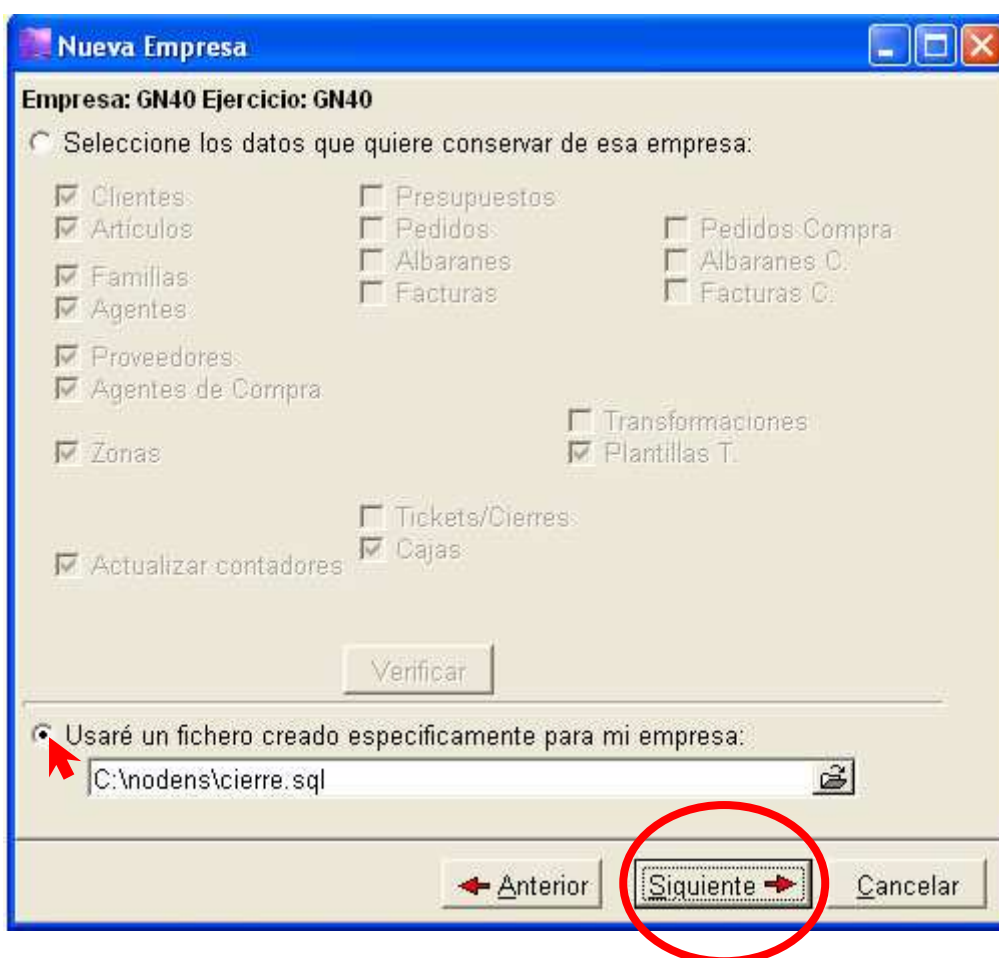 Nueva Empresa
Empresa: GN40 Ejercicio: GN40
Seleccione los datos que quiere conservar de esa empresa:
Clientes Presupuestos
Artículos Pedidos Pedidos Compra
Familias Albaranes Albaranes C.
Agentes Facturas Facturas C.
Proveedores
Agentes de Compra
Transformaciones
Zonas Plantillas T.
Tickets/Cierres
Actualizar contadores Cajas
Verificar
Usaré un fichero creado especificamente para mi empresa:
C:\nodens\cierre.sql
Anterior Siguiente Cancelar